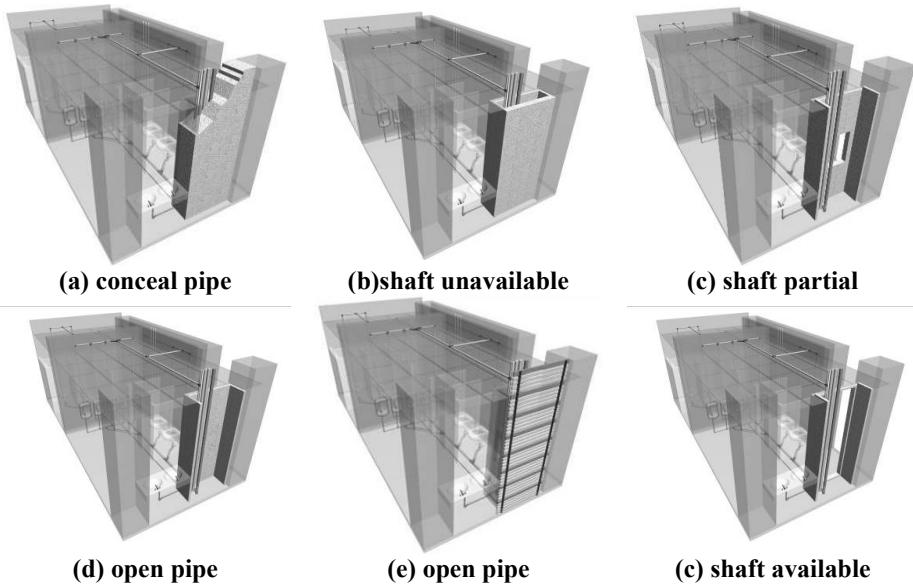 (a) conceal pipe
(b)shaft unavailable
(c) shaft partial
(d) open pipe
(e) open pipe
(c) shaft available